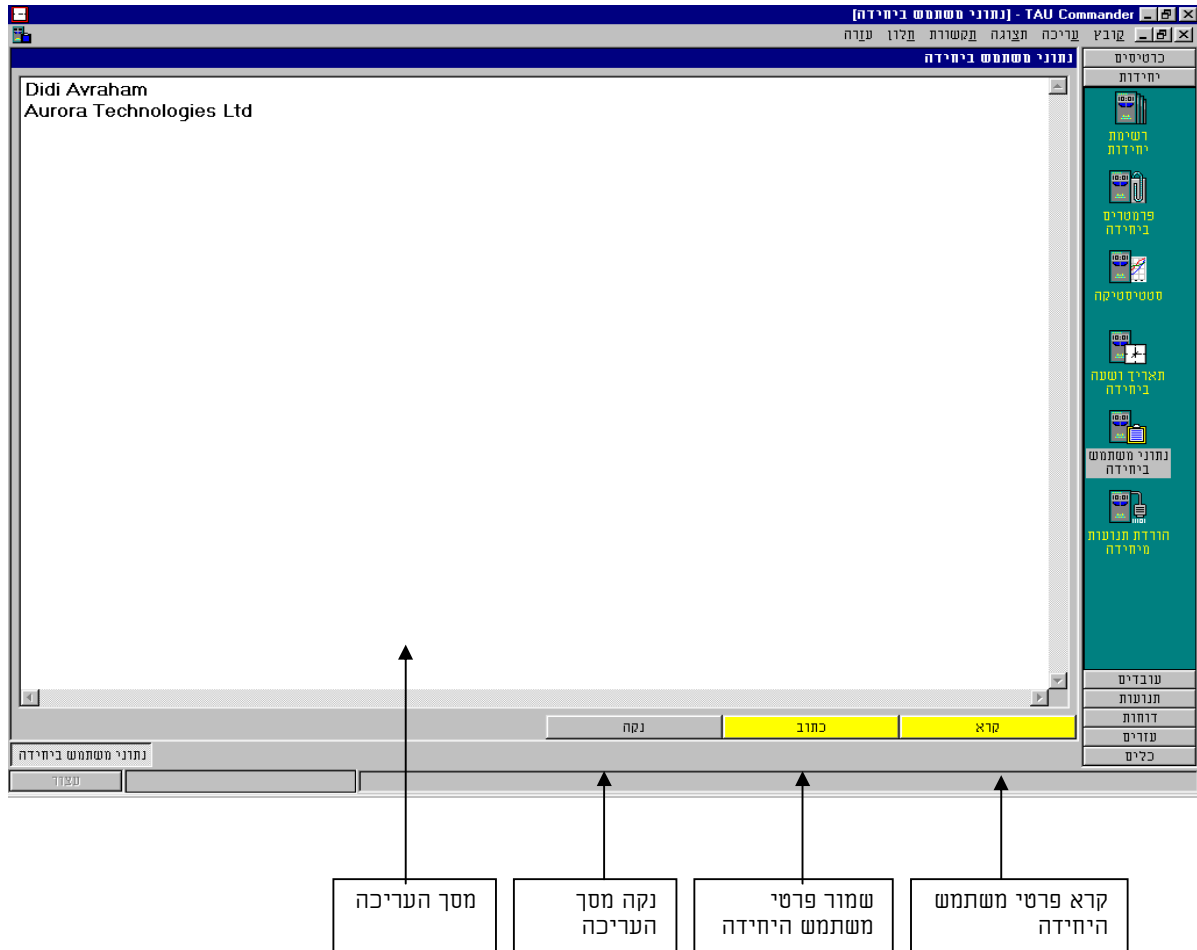 [נתוני משתמש ביחידה] - TAU Commander
קובץ עריכה תצוגה תקשורת חלון עזרה
נתוני משתמש ביחידה
כרטיסים
יחידות
Didi Avraham
Aurora Technologies Ltd
רשימת
יחידות
פרמטרים
ביחידה
סטטיסטיקה
תאריך ושעה
ביחידה
נתוני משתמש
ביחידה
הורדת תנועות
מיחידה
עובדים
תנועות
דוחות
עזרים
כלים
קרא
כתוב
נקה
נתוני משתמש ביחידה
עצור
קרא פרטי משתמש
היחידה
שמור פרטי
משתמש היחידה
נקה מסך
העריכה
מסך העריכה